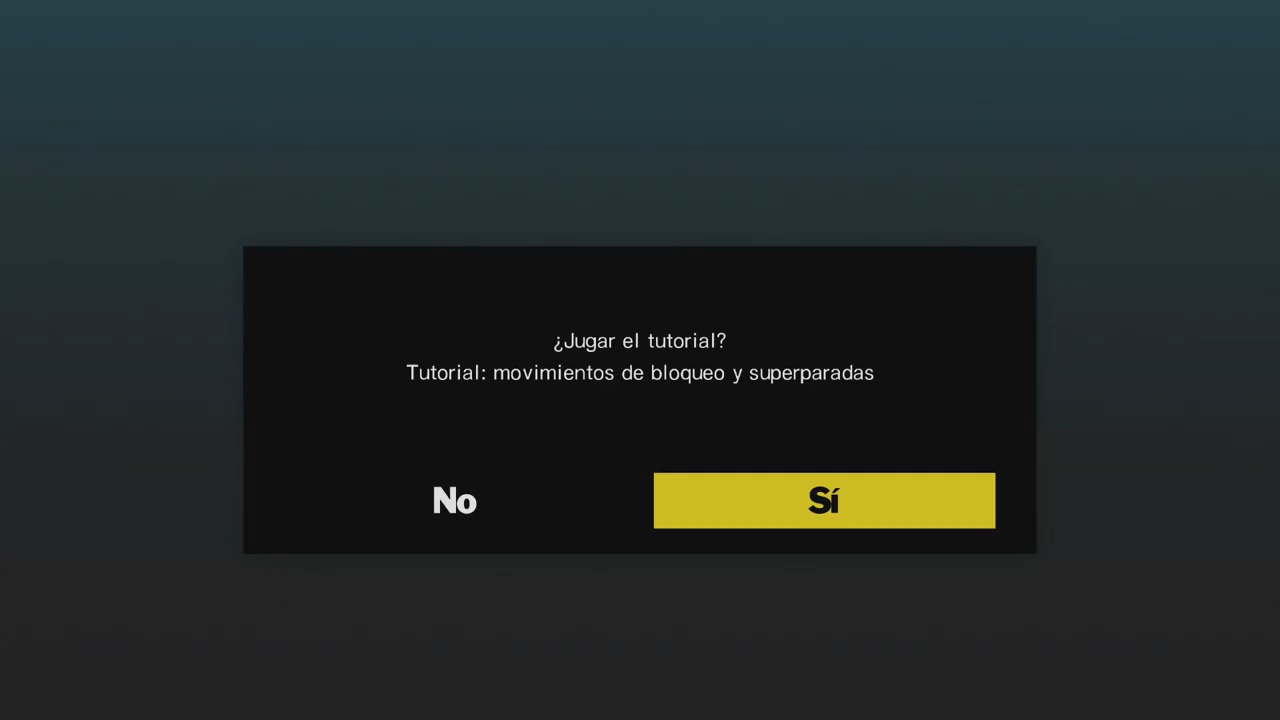 ¿Jugar el tutorial?
Tutorial: movimientos de bloqueo y superparadas
No
Sí